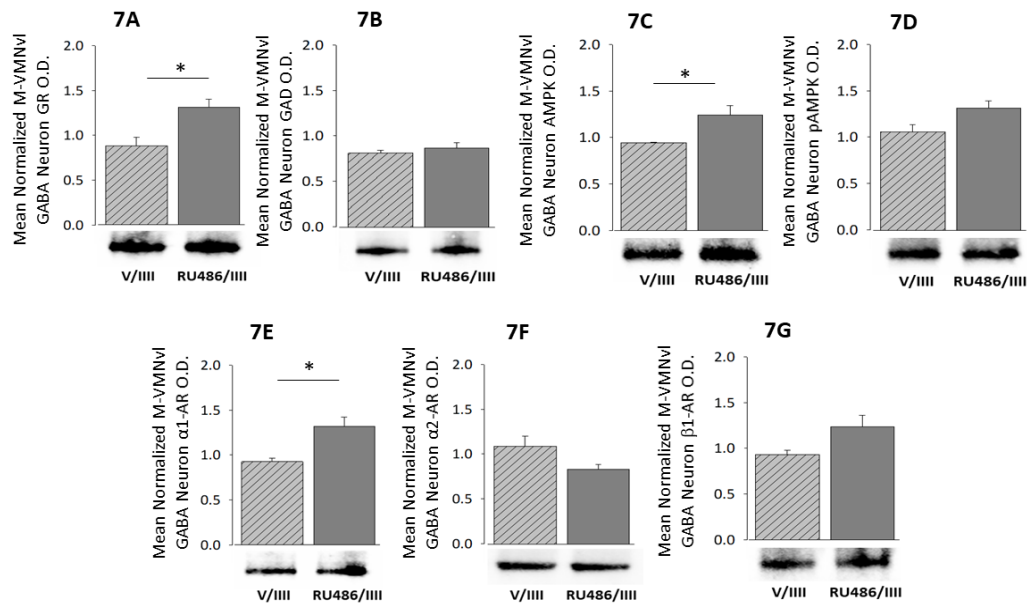 7A
Mean Normalized M-VMNvl
GABA Neuron GR O.D.
2.0
1.5
1.0
0.5
0.0
*
V/IIII RU486/IIII
7B
Mean Normalized M-VMNvl
GABA Neuron GAD O.D.
2.0
1.5
1.0
0.5
0.0
V/IIII RU486/IIII
7C
Mean Normalized M-VMNvl
GABA Neuron AMPK O.D.
2.0
1.5
1.0
0.5
0.0
*
V/IIII RU486/IIII
7D
Mean Normalized M-VMNvl
GABA Neuron pAMPK O.D.
2.0
1.5
1.0
0.5
0.0
V/IIII RU486/IIII
7E
Mean Normalized M-VMNvl
GABA Neuron α1-AR O.D.
2.0
1.5
1.0
0.5
0.0
*
V/IIII RU486/IIII
7F
Mean Normalized M-VMNvl
GABA Neuron α2-AR O.D.
2.0
1.5
1.0
0.5
0.0
V/IIII RU486/IIII
7G
Mean Normalized M-VMNvl
GABA Neuron β1-AR O.D.
2.0
1.5
1.0
0.5
0.0
V/IIII RU486/IIII